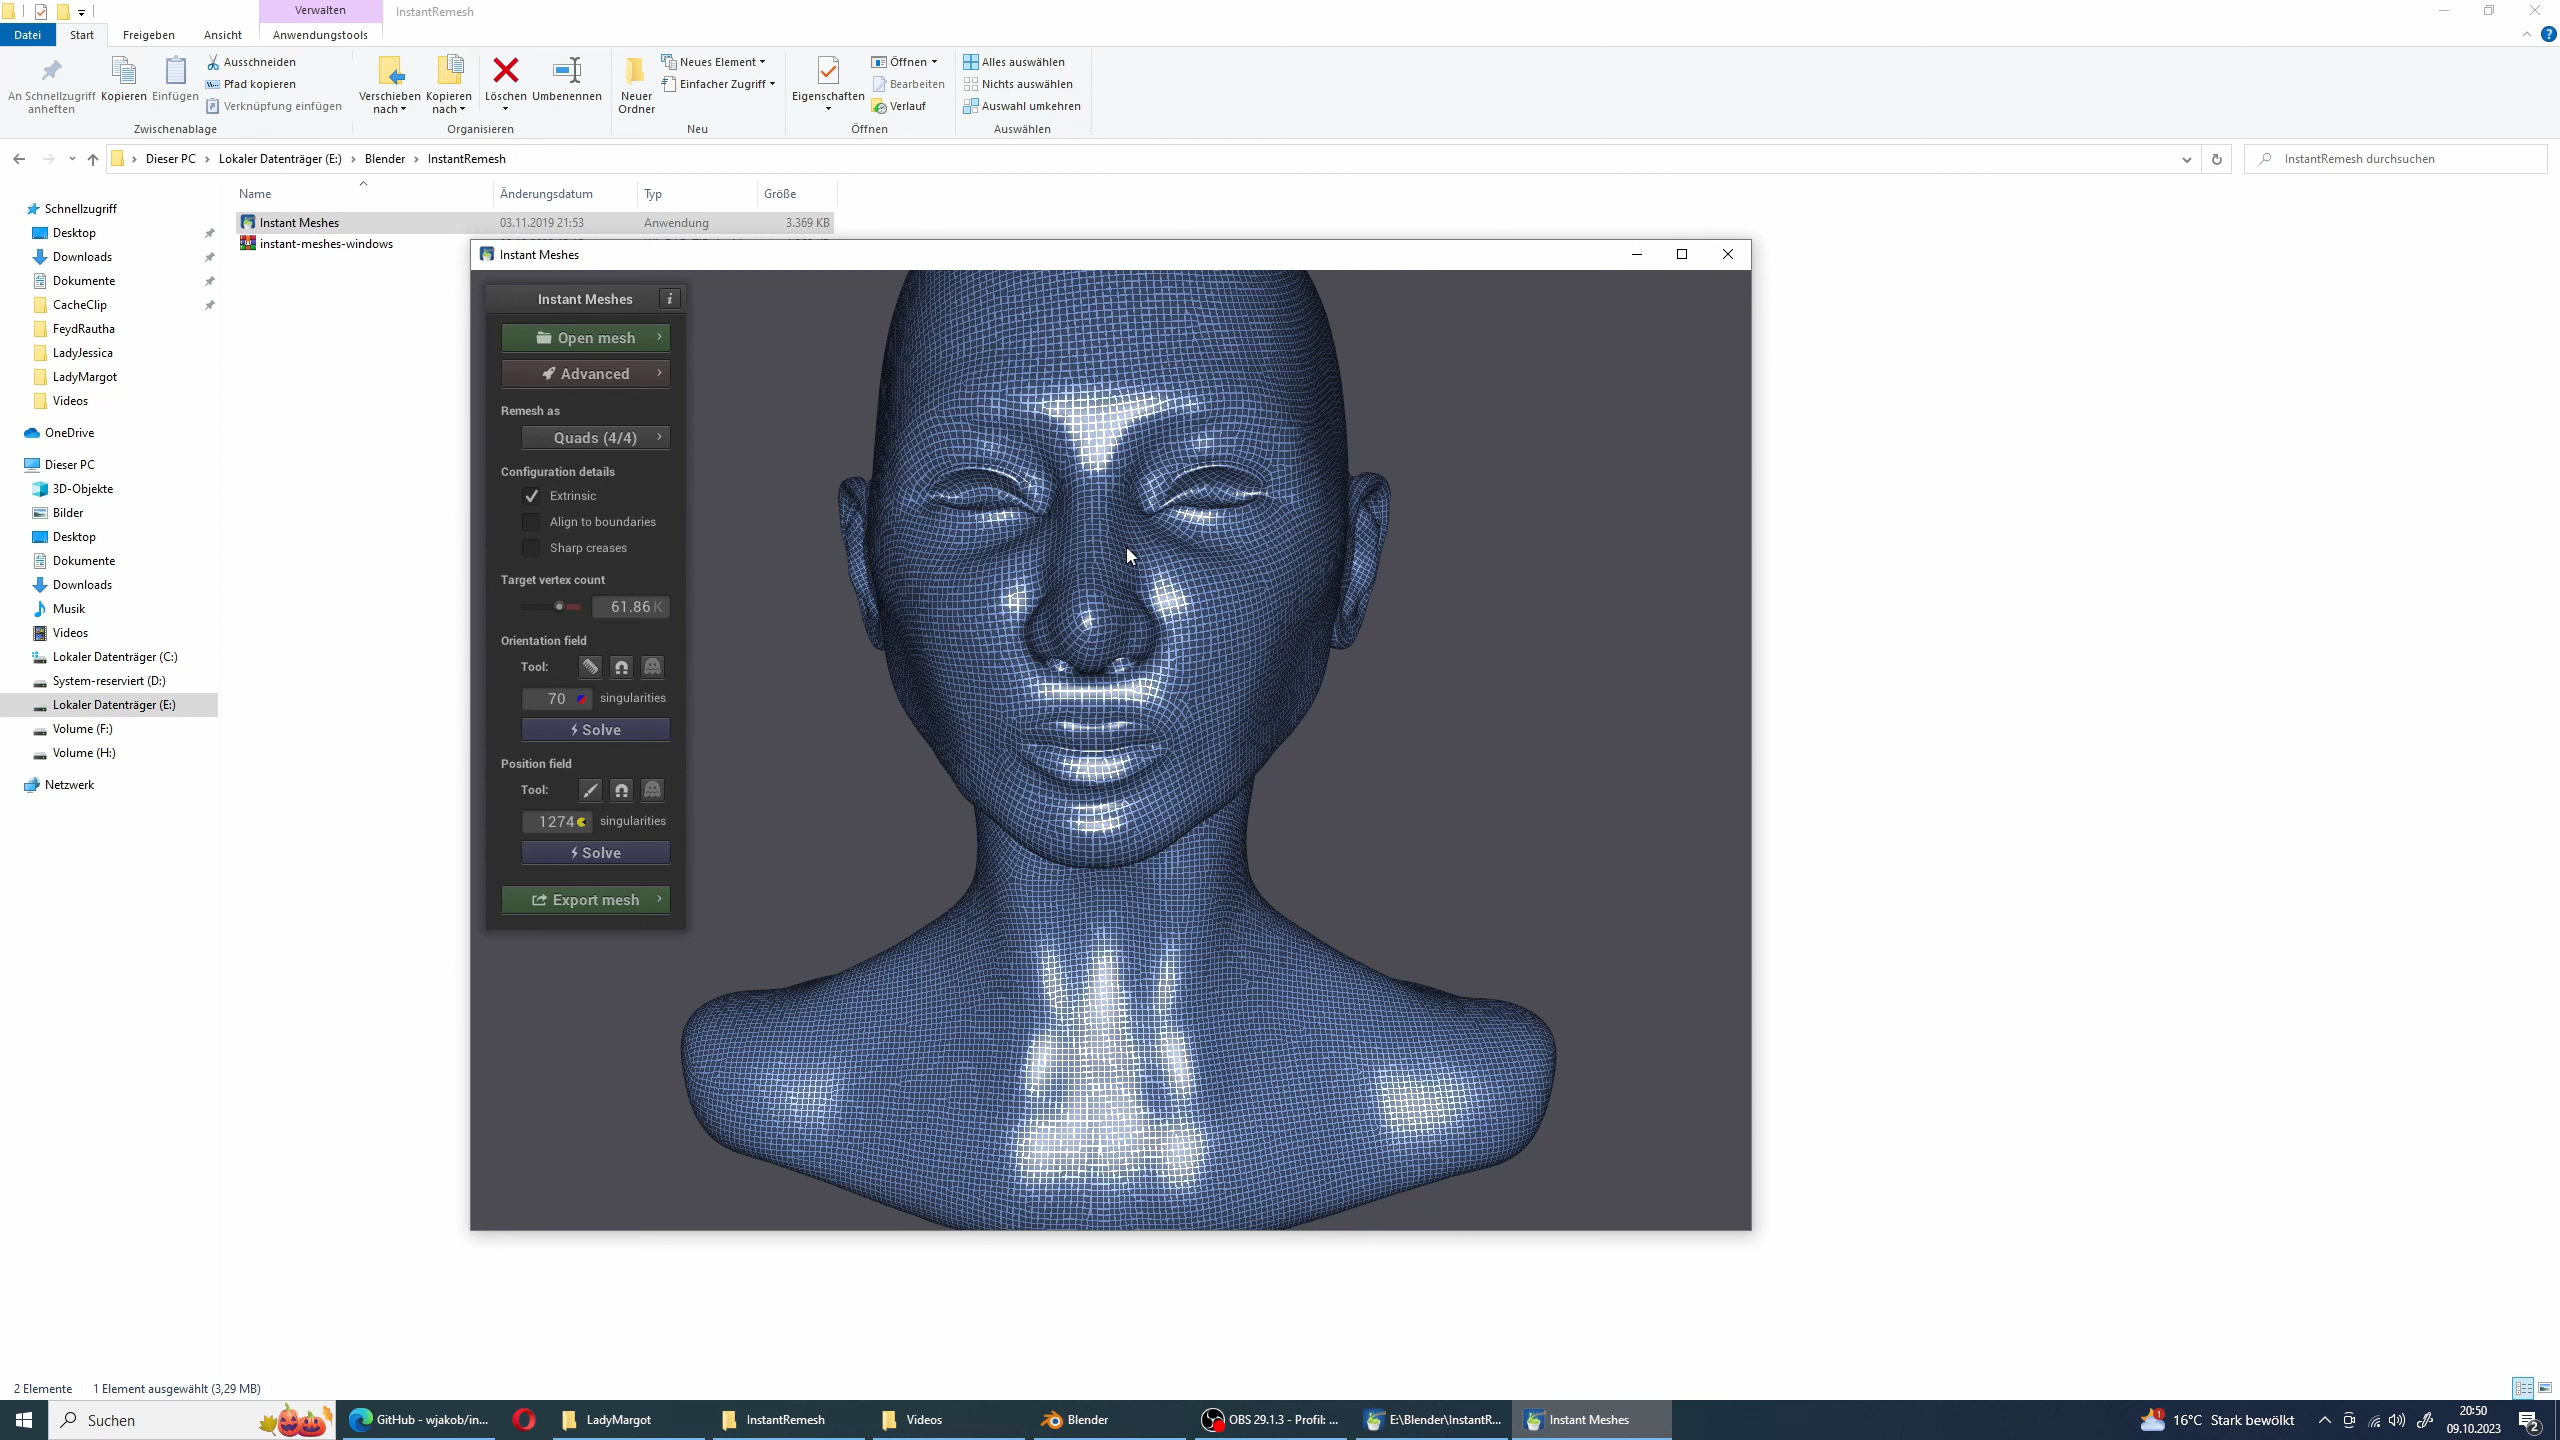 Verwalten
InstantRemesh
Datei
Start
Freigeben
Ansicht
Anwendungstools
An Schnellzugriff anheften
Kopieren
Einfügen
Ausschneiden
Pfad kopieren
Verknüpfung einfügen
Zwischenablage
Verschieben nach
Kopieren nach
Löschen
Umbenennen
Organisieren
Neuer Ordner
Neues Element
Einfacher Zugriff
Neu
Eigenschaften
Öffnen
Bearbeiten
Verlauf
Öffnen
Alles auswählen
Nichts auswählen
Auswahl umkehren
Auswählen
Dieser PC
Lokaler Datenträger (E:)
Blender
InstantRemesh
InstantRemesh durchsuchen
Name
Änderungsdatum
Typ
Größe
Instant Meshes
03.11.2019 21:53
Anwendung
3.369 KB
instant-meshes-windows
Schnellzugriff
Desktop
Downloads
Dokumente
CacheClip
FeydRautha
LadyJessica
LadyMargot
Videos
OneDrive
Dieser PC
3D-Objekte
Bilder
Desktop
Dokumente
Downloads
Musik
Videos
Lokaler Datenträger (C:)
System-reserviert (D:)
Lokaler Datenträger (E:)
Volume (F:)
Volume (H:)
Netzwerk
Instant Meshes
Instant Meshes
i
Open mesh
Advanced
Remesh as
Quads (4/4)
Configuration details
Extrinsic
Align to boundaries
Sharp creases
Target vertex count
61.86 K
Orientation field
Tool:
70
singularities
Solve
Position field
Tool:
1274
singularities
Solve
Export mesh
2 Elemente
1 Element ausgewählt (3,29 MB)
Suchen
GitHub - wjakob/in...
LadyMargot
InstantRemesh
Videos
Blender
OBS 29.1.3 - Profil: ...
E:\Blender\InstantR...
Instant Meshes
16°C Stark bewölkt
20:50
09.10.2023
2